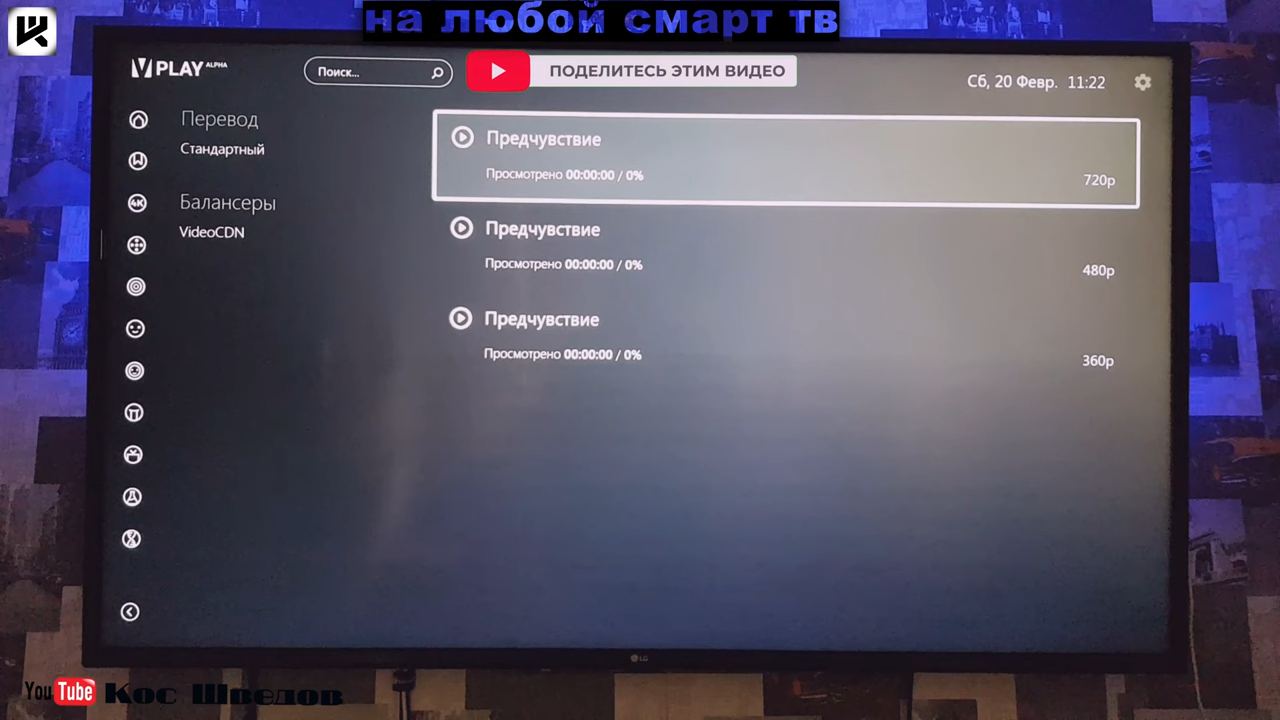 на любой смарт тв
VPLAY ALPHA
Поиск...
ПОДЕЛИТЕСЬ ЭТИМ ВИДЕО
Сб, 20 Февр. 11:22
Перевод
Стандартный
Балансеры
VideoCDN
4K
Предчувствие
Просмотрено 00:00:00 / 0%
720p
Предчувствие
Просмотрено 00:00:00 / 0%
480p
Предчувствие
Просмотрено 00:00:00 / 0%
360p
LG
YouTube Кос Шведов